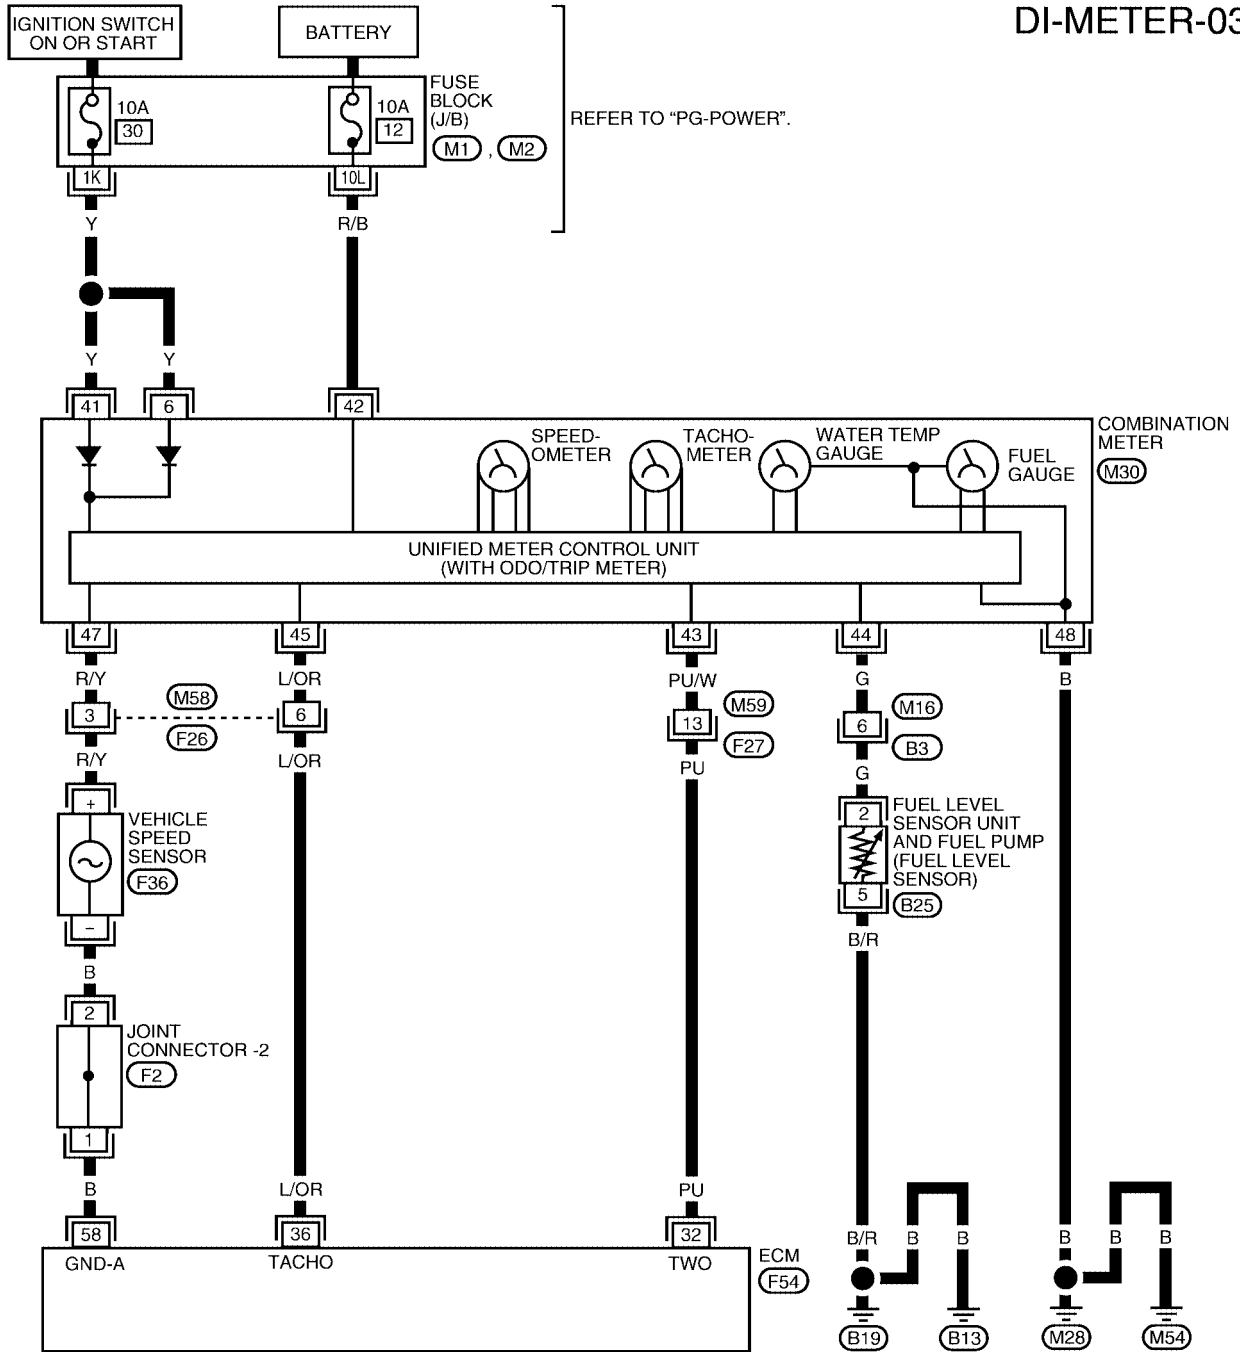 DI-METER-03
IGNITION SWITCH
ON OR START
BATTERY
10A
30
10A
12
FUSE
BLOCK
(J/B)
M1 , M2
REFER TO “PG-POWER”.
1K
10L
Y
R/B
Y
Y
41
6
42
SPEED-
OMETER
TACHO-
METER
WATER TEMP
GAUGE
FUEL
GAUGE
COMBINATION
METER
M30
UNIFIED METER CONTROL UNIT
(WITH ODO/TRIP METER)
47
45
43
44
48
R/Y
L/OR
PU/W
G
B
3
M58
F26
6
13
M59
F27
6
M16
B3
R/Y
L/OR
PU
G
+
VEHICLE
SPEED
SENSOR
F36
−
2
FUEL LEVEL
SENSOR UNIT
AND FUEL PUMP
(FUEL LEVEL
SENSOR)
5
B25
B/R
B
2
JOINT
CONNECTOR -2
F2
1
B
L/OR
PU
58
36
32
GND-A
TACHO
TWO
ECM
F54
B/R
B
B
B
B
B
B19
B13
M28
M54